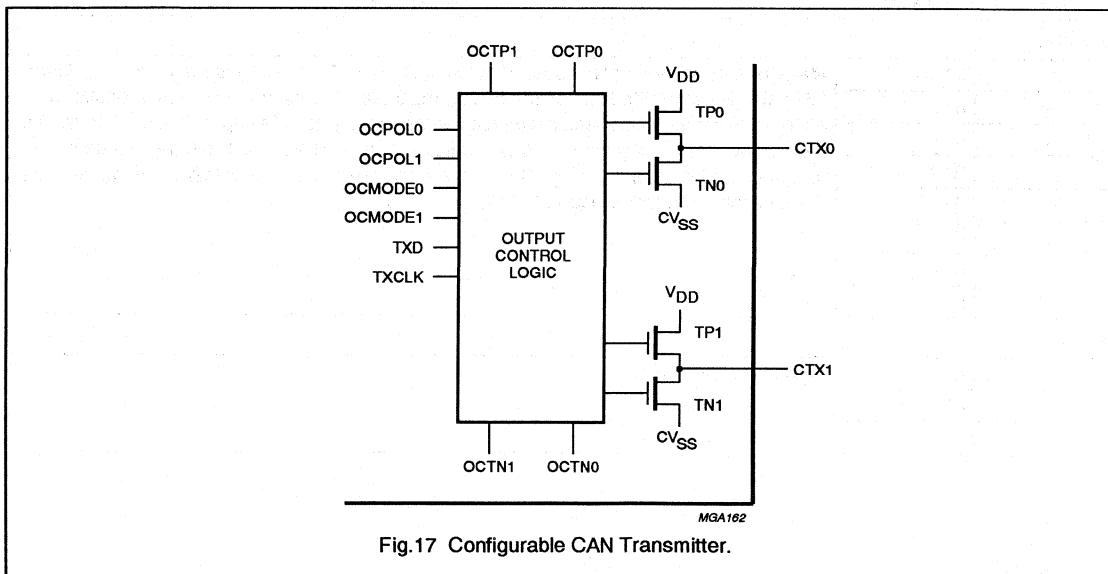 OCTP1 OCTP0
VDD
TP0
OCPOL0
OCPOL1
CTX0
OCMODE0
TN0
OCMODE1
CVSS
TXD
OUTPUT
CONTROL
LOGIC
TXCLK
VDD
TP1
CTX1
TN1
CVSS
OCTN1 OCTN0
MGA162
Fig.17 Configurable CAN Transmitter.